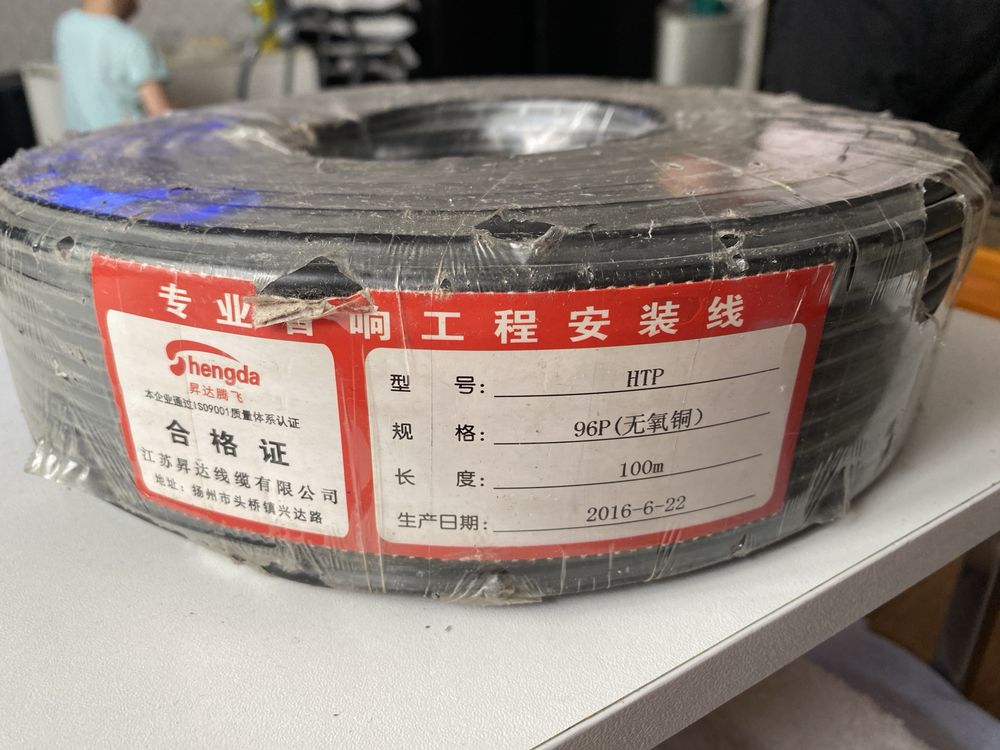 专业音响工程安装线
Shengda
昇达腾飞
本企业通过ISO9001质量体系认证
合格证
江苏昇达线缆有限公司
地址：扬州市头桥镇兴达路
型 号: HTP
规 格: 96P(无氧铜)
长 度: 100m
生产日期: 2016-6-22